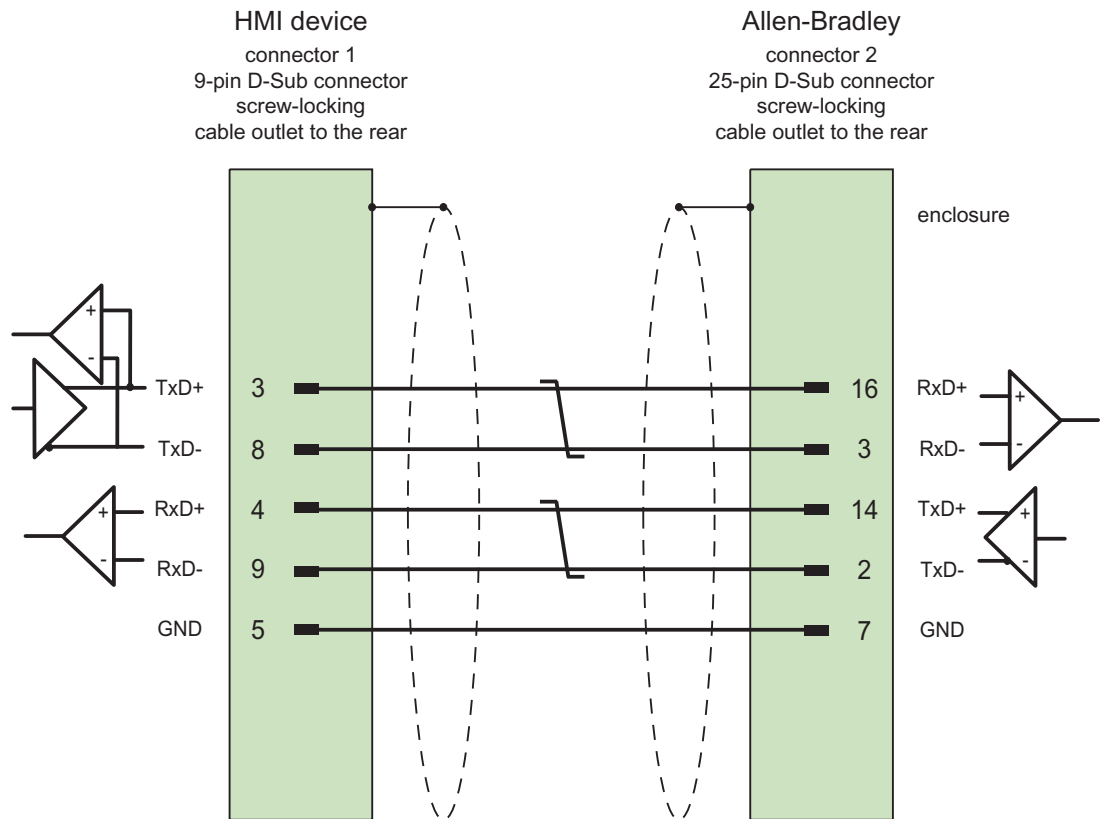 HMI device
connector 1
9-pin D-Sub connector
screw-locking
cable outlet to the rear
Allen-Bradley
connector 2
25-pin D-Sub connector
screw-locking
cable outlet to the rear
enclosure
+
-
TxD+ 3 16 RxD+ +
TxD- 8 3 RxD- -
+ RxD+ 4 14 TxD+ +
- RxD- 9 2 TxD- -
GND 5 7 GND